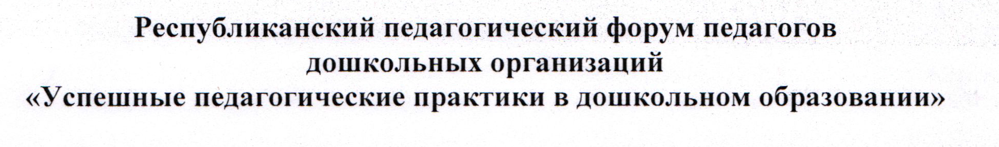 Республиканский педагогический форум педагогов
дошкольных организаций
«Успешные педагогические практики в дошкольном образовании»